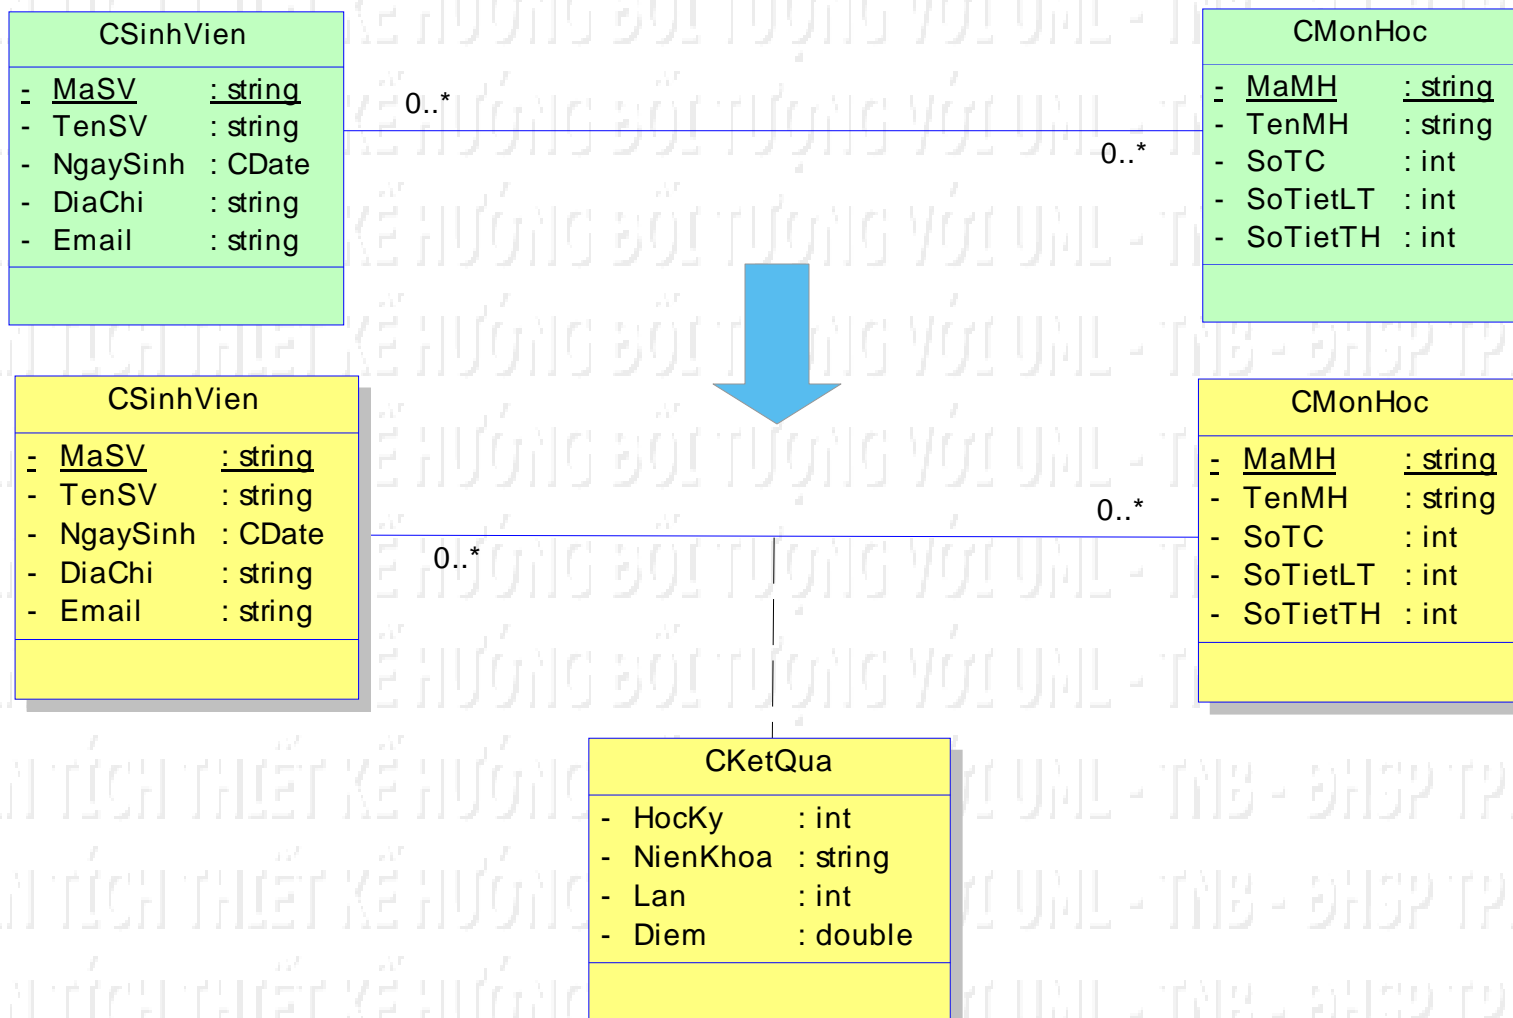 CSinhVien
- MaSV : string
- TenSV : string
- NgaySinh : CDate
- DiaChi : string
- Email : string
0..*
0..*
CMonHoc
- MaMH : string
- TenMH : string
- SoTC : int
- SoTietLT : int
- SoTietTH : int
CSinhVien
- MaSV : string
- TenSV : string
- NgaySinh : CDate
- DiaChi : string
- Email : string
0..*
0..*
CMonHoc
- MaMH : string
- TenMH : string
- SoTC : int
- SoTietLT : int
- SoTietTH : int
CKetQua
- HocKy : int
- NienKhoa : string
- Lan : int
- Diem : double